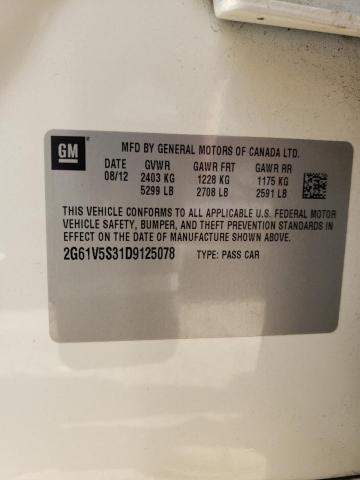 GM
MFD BY GENERAL MOTORS OF CANADA LTD.
DATE GVWR GAWR FRT GAWR RR
08/12 2403 KG 1228 KG 1175 KG
5299 LB 2708 LB 2591 LB
THIS VEHICLE CONFORMS TO ALL APPLICABLE U.S. FEDERAL MOTOR
VEHICLE SAFETY, BUMPER, AND THEFT PREVENTION STANDARDS IN
EFFECT ON THE DATE OF MANUFACTURE SHOWN ABOVE.
2G61V5S31D9125078 TYPE: PASS CAR